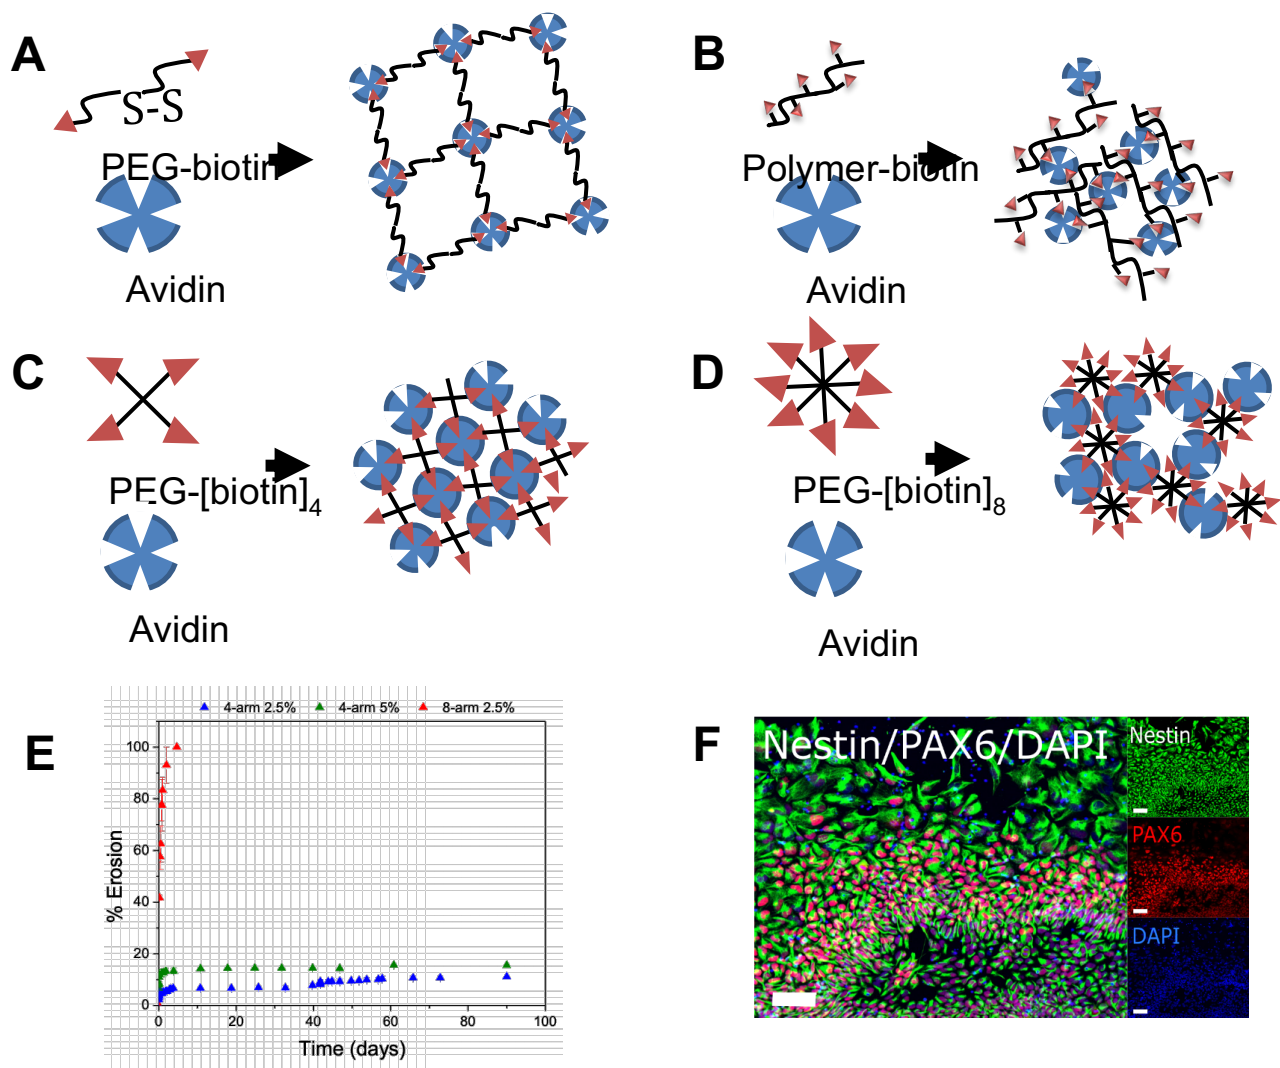 A
S-S
PEG-biotin
Avidin
B
Polymer-biotin
Avidin
C
PEG-[biotin]4
Avidin
D
PEG-[biotin]8
Avidin
E
4-arm 2.5% 4-arm 5% 8-arm 2.5%
% Erosion
100
80
60
40
20
0
0 20 40 60 80 100
Time (days)
F
Nestin/PAX6/DAPI
Nestin
PAX6
DAPI